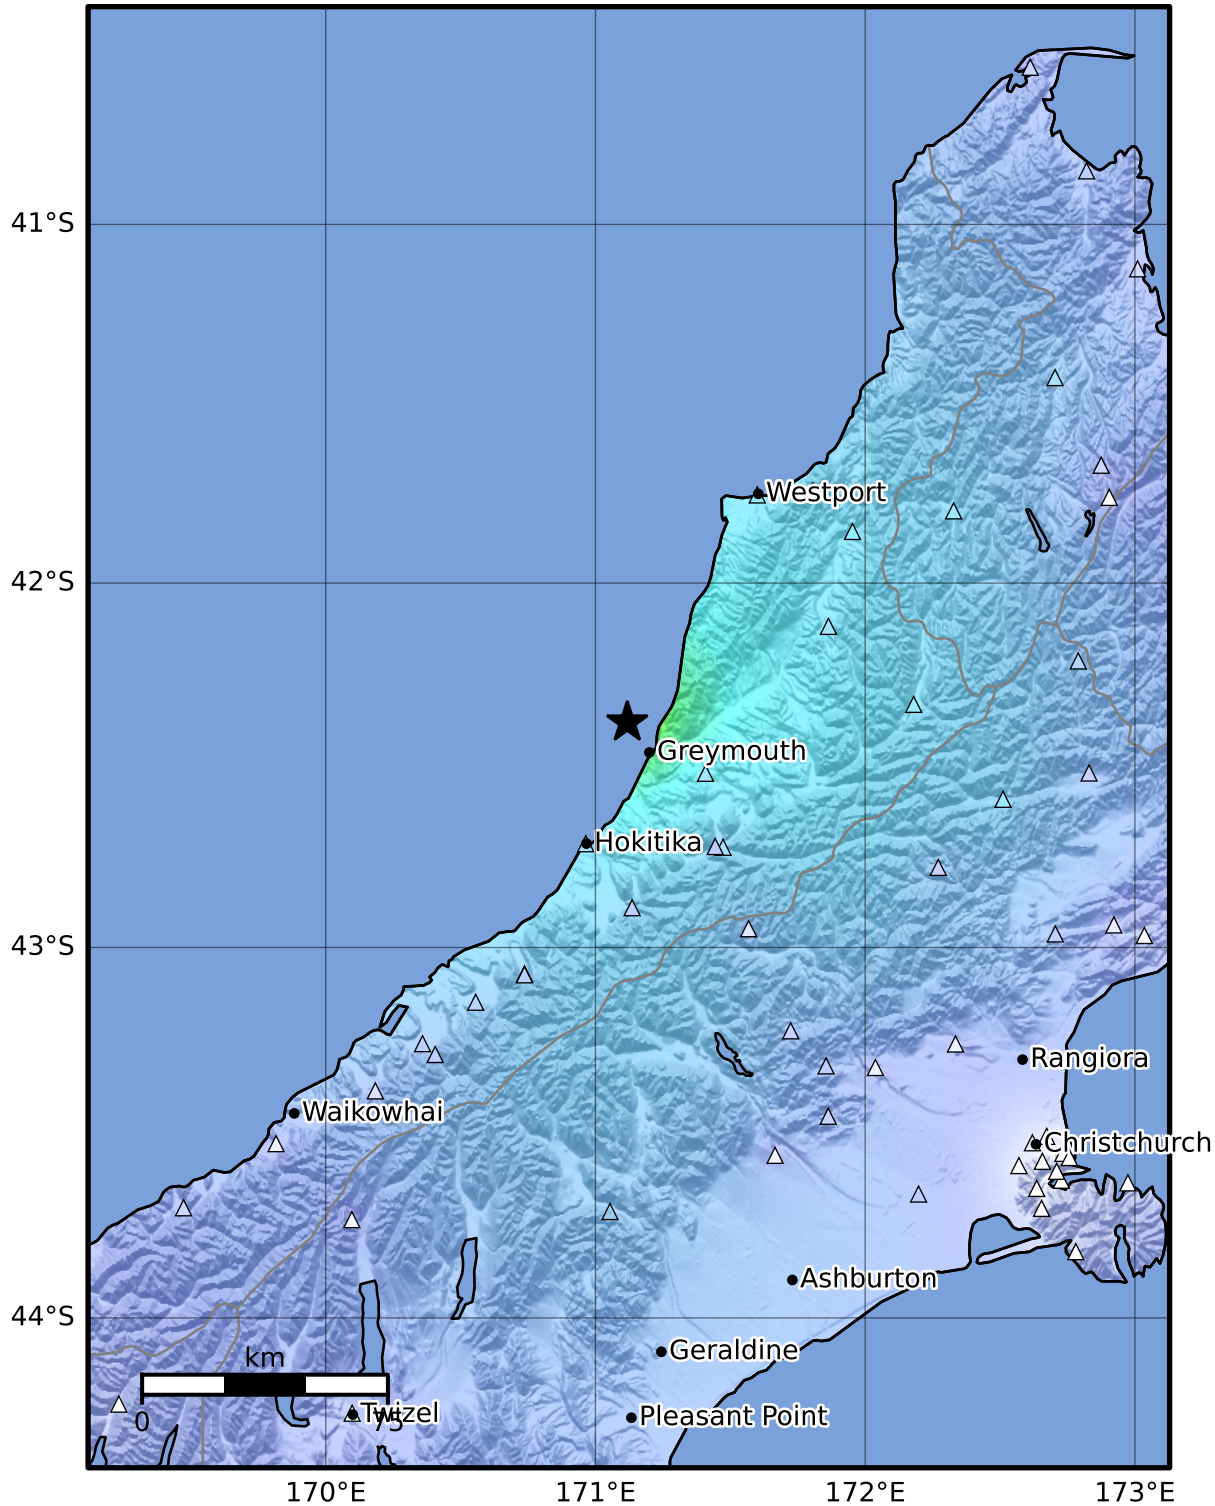 41°S
Westport
42°S
Greymouth
Hokitika
43°S
Rangiora
Waikowhai
Christchurch
Ashburton
44°S
Geraldine
km
Twizel
Pleasant Point
0
75
170°E
171°E
172°E
173°E